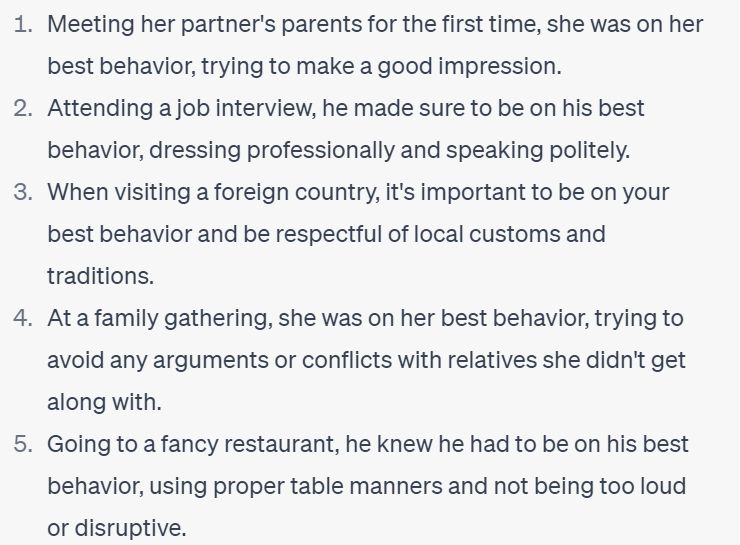 1. Meeting her partner's parents for the first time, she was on her
best behavior, trying to make a good impression.
2. Attending a job interview, he made sure to be on his best
behavior, dressing professionally and speaking politely.
3. When visiting a foreign country, it's important to be on your
best behavior and be respectful of local customs and
traditions.
4. At a family gathering, she was on her best behavior, trying to
avoid any arguments or conflicts with relatives she didn't get
along with.
5. Going to a fancy restaurant, he knew he had to be on his best
behavior, using proper table manners and not being too loud
or disruptive.